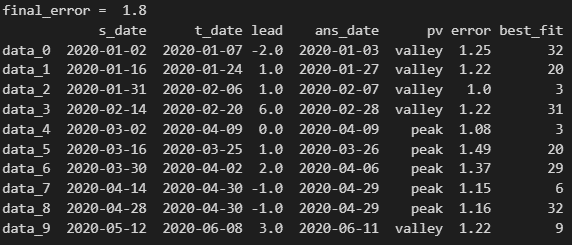 final_error =  1.8
            s_date      t_date lead    ans_date      pv error best_fit
data_0  2020-01-02  2020-01-07 -2.0  2020-01-03  valley  1.25       32
data_1  2020-01-16  2020-01-24  1.0  2020-01-27  valley  1.22       20
data_2  2020-01-31  2020-02-06  1.0  2020-02-07  valley   1.0        3
data_3  2020-02-14  2020-02-20  6.0  2020-02-28  valley  1.22       31
data_4  2020-03-02  2020-04-09  0.0  2020-04-09    peak  1.08        3
data_5  2020-03-16  2020-03-25  1.0  2020-03-26    peak  1.49       20
data_6  2020-03-30  2020-04-02  2.0  2020-04-06    peak  1.37       29
data_7  2020-04-14  2020-04-30 -1.0  2020-04-29    peak  1.15        6
data_8  2020-04-28  2020-04-30 -1.0  2020-04-29    peak  1.16       32
data_9  2020-05-12  2020-06-08  3.0  2020-06-11  valley  1.22        9